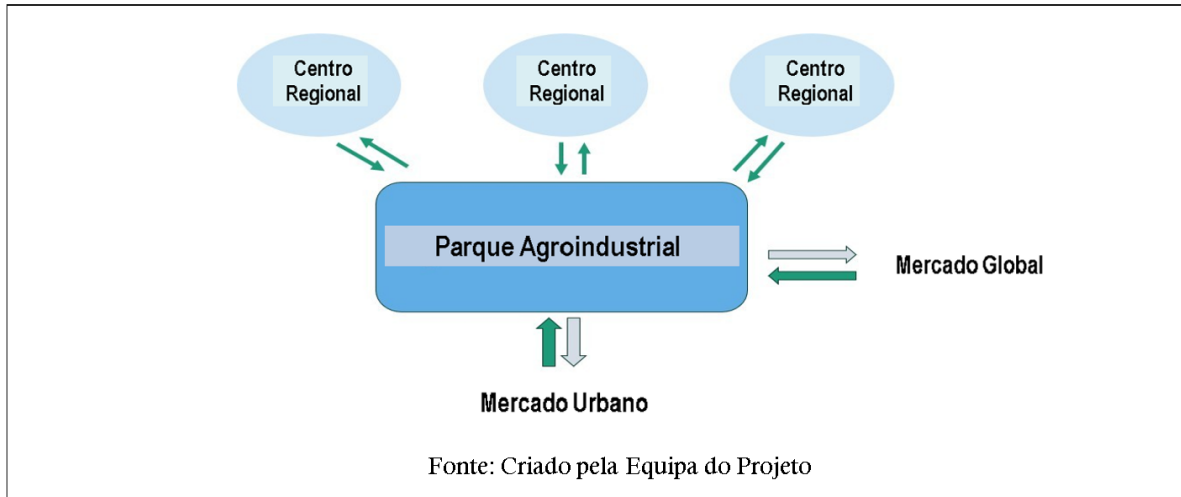 Centro
Regional
Centro
Regional
Centro
Regional
Parque Agroindustrial
Mercado Global
Mercado Urbano
Fonte: Criado pela Equipa do Projeto